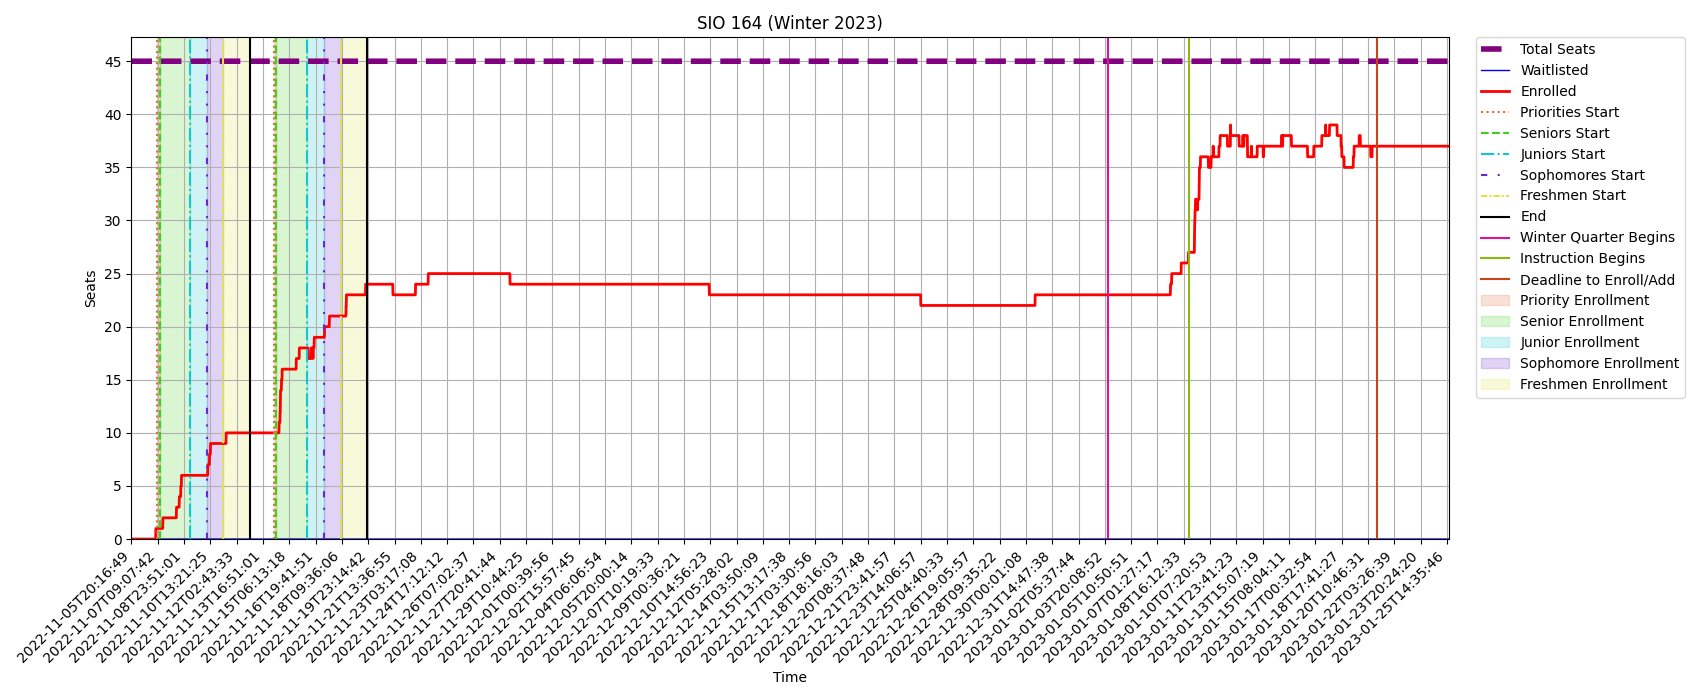 SIO 164 (Winter 2023)
Seats
45
40
35
30
25
20
15
10
5
0
2022-11-05T20:16:49
2022-11-07T09:07:42
2022-11-08T23:51:01
2022-11-10T13:21:25
2022-11-12T02:43:33
2022-11-13T16:51:01
2022-11-15T06:13:18
2022-11-16T19:41:51
2022-11-18T09:36:06
2022-11-19T23:14:42
2022-11-21T13:36:55
2022-11-23T03:17:08
2022-11-24T17:12:12
2022-11-26T07:02:37
2022-11-27T20:41:44
2022-11-29T10:44:25
2022-12-01T00:39:56
2022-12-02T15:57:45
2022-12-04T06:06:54
2022-12-05T20:00:14
2022-12-07T10:19:33
2022-12-09T00:36:21
2022-12-10T14:56:23
2022-12-12T05:28:02
2022-12-14T03:50:09
2022-12-15T13:17:38
2022-12-17T03:30:56
2022-12-18T18:16:03
2022-12-20T08:37:48
2022-12-21T23:41:57
2022-12-23T14:06:57
2022-12-25T04:40:33
2022-12-26T19:05:57
2022-12-28T09:35:22
2022-12-30T00:01:08
2022-12-31T14:47:38
2023-01-02T05:37:44
2023-01-03T20:08:52
2023-01-05T10:50:51
2023-01-07T01:27:17
2023-01-08T16:12:33
2023-01-10T07:20:53
2023-01-11T23:41:23
2023-01-13T15:07:19
2023-01-15T08:04:11
2023-01-17T00:32:54
2023-01-18T17:41:27
2023-01-20T10:46:31
2023-01-22T03:26:39
2023-01-23T20:24:20
2023-01-25T14:35:46
Time
Total Seats
Waitlisted
Enrolled
Priorities Start
Seniors Start
Juniors Start
Sophomores Start
Freshmen Start
End
Winter Quarter Begins
Instruction Begins
Deadline to Enroll/Add
Priority Enrollment
Senior Enrollment
Junior Enrollment
Sophomore Enrollment
Freshmen Enrollment